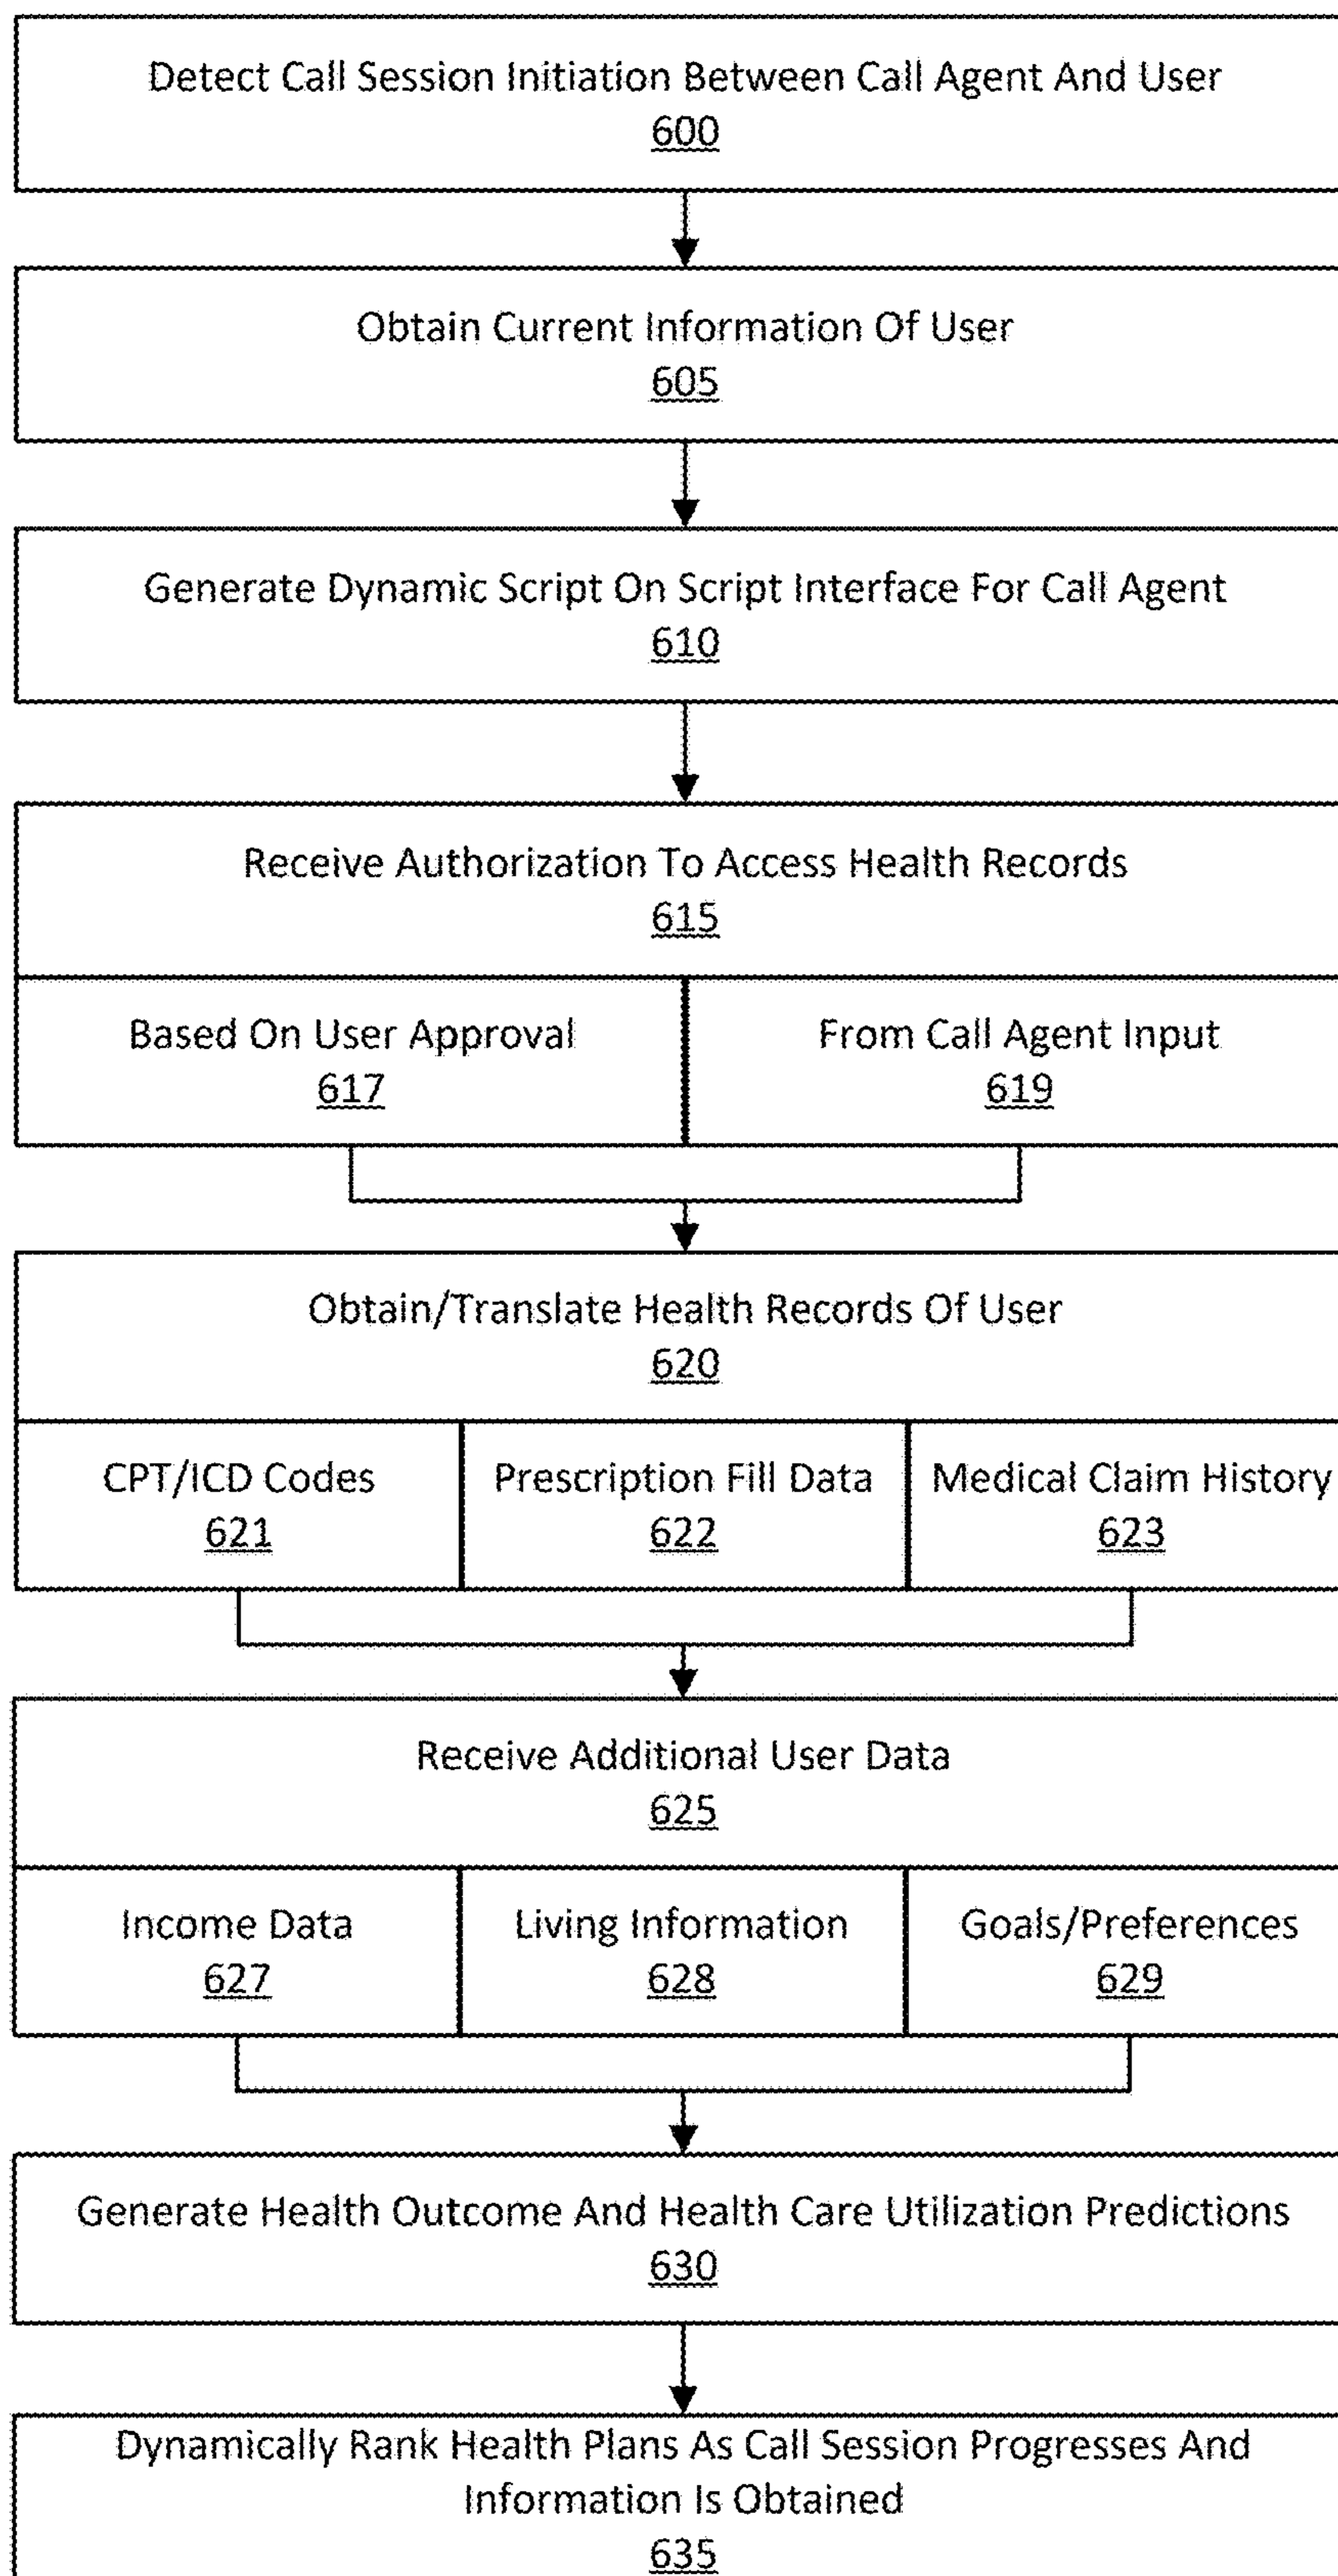 Detect Call Session Initiation Between Call Agent And User
600
Obtain Current Information Of User
605
Generate Dynamic Script On Script Interface For Call Agent
610
Receive Authorization To Access Health Records
615
Based On User Approval
617
From Call Agent Input
619
Obtain/Translate Health Records Of User
620
CPT/ICD Codes
621
Prescription Fill Data
622
Medical Claim History
623
Receive Additional User Data
625
Income Data
627
Living Information
628
Goals/Preferences
629
Generate Health Outcome And Health Care Utilization Predictions
630
Dynamically Rank Health Plans As Call Session Progresses And
Information Is Obtained
635